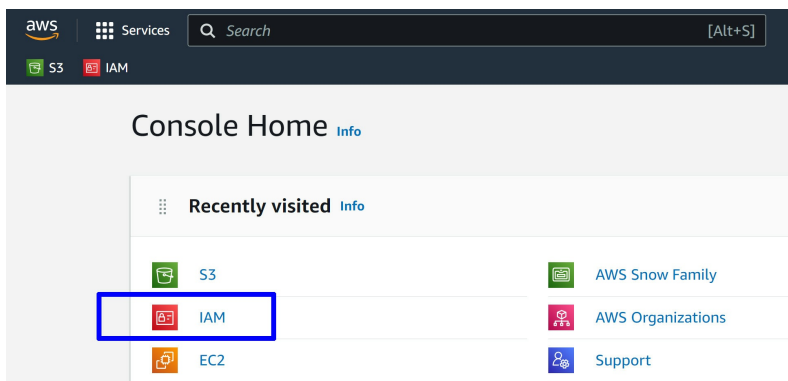 aws Services Search [Alt+S]
S3 IAM
Console Home Info
Recently visited Info
S3 AWS Snow Family
IAM AWS Organizations
EC2 Support